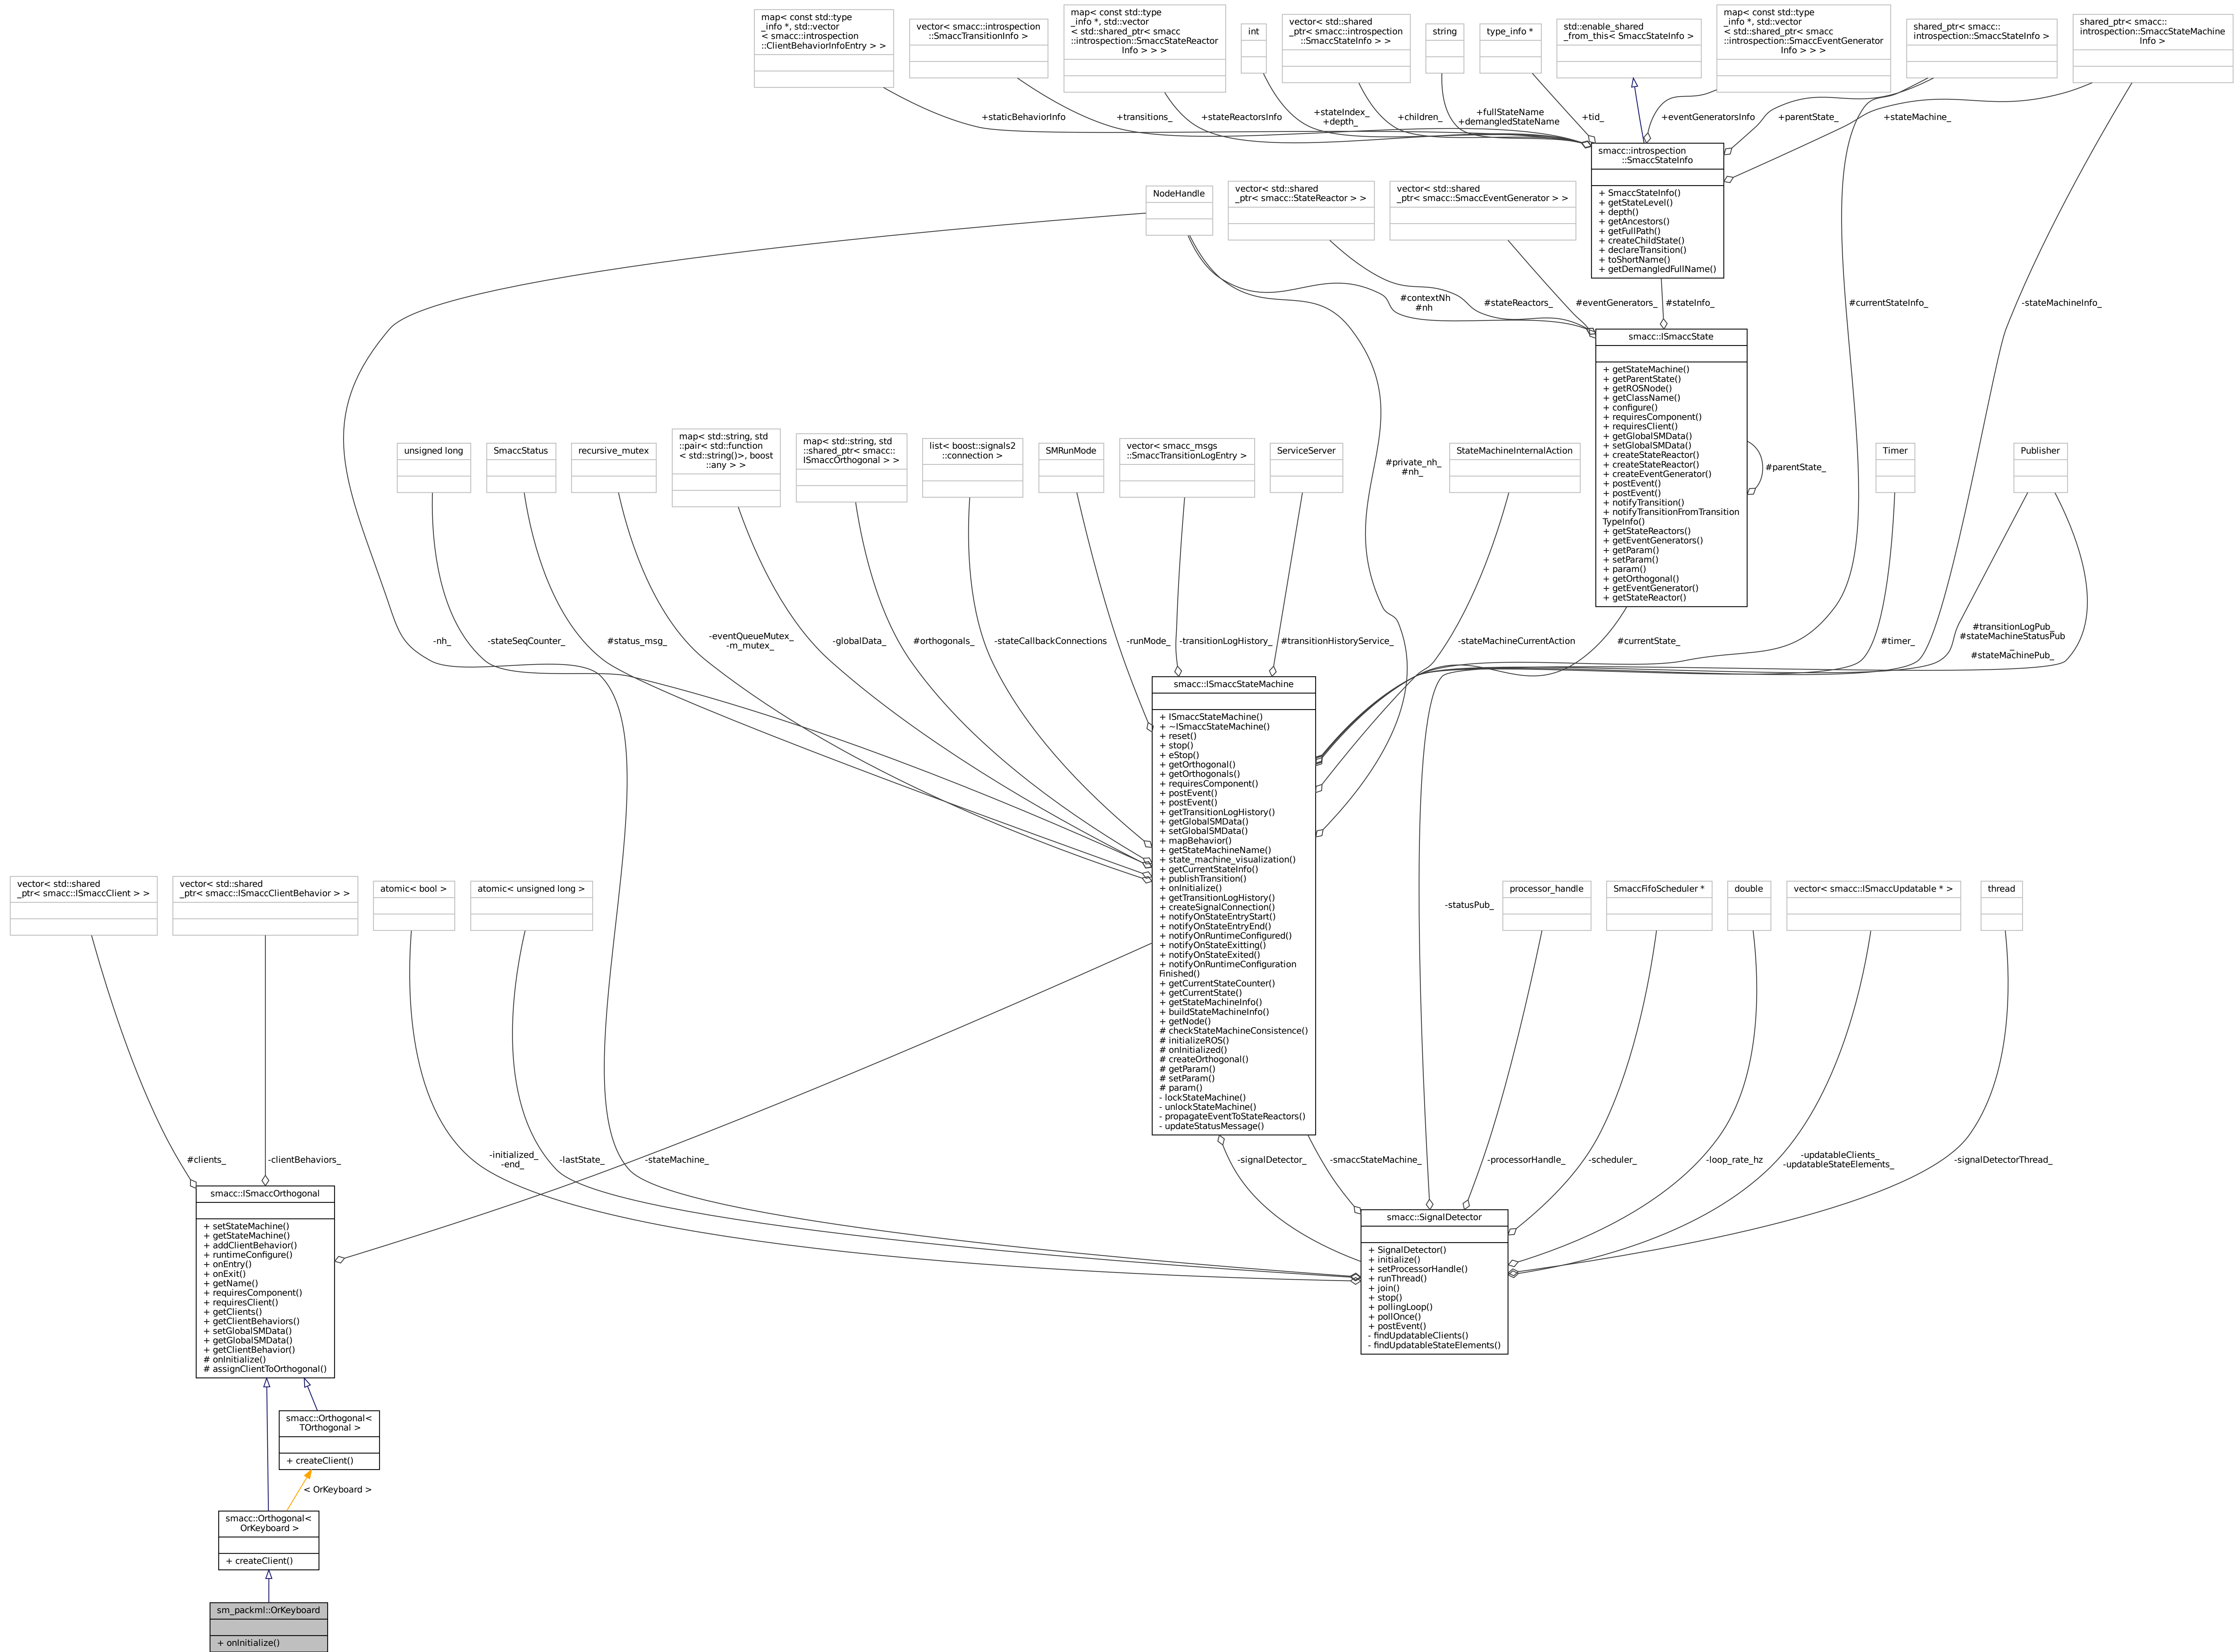 map< const std::type
_info *, std::vector
< smacc::introspection
::ClientBehaviorInfoEntry > >
vector< smacc::introspection
::SmaccTransitionInfo >
map< const std::type
_info *, std::vector
< std::shared_ptr< smacc
::introspection::SmaccStateReactor
Info > > >
int
vector< std::shared
_ptr< smacc::introspection
::SmaccStateInfo > >
string
type_info *
std::enable_shared
_from_this< SmaccStateInfo >
map< const std::type
_info *, std::vector
< std::shared_ptr< smacc
::introspection::SmaccEventGenerator
Info > > >
shared_ptr< smacc::
introspection::SmaccStateInfo >
shared_ptr< smacc::
introspection::SmaccStateMachine
Info >
+staticBehaviorInfo
+transitions_
+stateReactorsInfo
+stateIndex_
+depth_
+children_
+fullStateName
+demangledStateName
+tid_
+eventGeneratorsInfo
+parentState_
+stateMachine_
smacc::introspection
::SmaccStateInfo
+ SmaccStateInfo()
+ getStateLevel()
+ depth()
+ getAncestors()
+ getFullPath()
+ createChildState()
+ declareTransition()
+ toShortName()
+ getDemangledFullName()
NodeHandle
vector< std::shared
_ptr< smacc::StateReactor > >
vector< std::shared
_ptr< smacc::SmaccEventGenerator > >
#contextNh
#nh
#stateReactors_
#eventGenerators_
#stateInfo_
#currentStateInfo_
-stateMachineInfo_
smacc::ISmaccState
+ getStateMachine()
+ getParentState()
+ getROSNode()
+ getClassName()
+ configure()
+ requiresComponent()
+ requiresClient()
+ getGlobalSMData()
+ setGlobalSMData()
+ createStateReactor()
+ createStateReactor()
+ createEventGenerator()
+ postEvent()
+ postEvent()
+ notifyTransition()
+ notifyTransitionFromTransition
TypeInfo()
+ getStateReactors()
+ getEventGenerators()
+ getParam()
+ setParam()
+ param()
+ getOrthogonal()
+ getEventGenerator()
+ getStateReactor()
#parentState_
unsigned long
SmaccStatus
recursive_mutex
map< std::string, std
::pair< std::function
< std::string()>, boost
::any > >
map< std::string, std
::shared_ptr< smacc::
ISmaccOrthogonal > >
list< boost::signals2
::connection >
SMRunMode
vector< smacc_msgs
::SmaccTransitionLogEntry >
ServiceServer
#private_nh_
#nh_
StateMachineInternalAction
Timer
Publisher
-nh_
-stateSeqCounter_
#status_msg_
-eventQueueMutex_
-m_mutex_
-globalData_
#orthogonals_
-stateCallbackConnections
-runMode_
-transitionLogHistory_
#transitionHistoryService_
-stateMachineCurrentAction
#currentState_
#timer_
#transitionLogPub_
#stateMachineStatusPub
_
#stateMachinePub_
smacc::ISmaccStateMachine
+ ISmaccStateMachine()
+ ~ISmaccStateMachine()
+ reset()
+ stop()
+ eStop()
+ getOrthogonal()
+ getOrthogonals()
+ requiresComponent()
+ postEvent()
+ postEvent()
+ getTransitionLogHistory()
+ getGlobalSMData()
+ setGlobalSMData()
+ mapBehavior()
+ getStateMachineName()
+ state_machine_visualization()
+ getCurrentStateInfo()
+ publishTransition()
+ onInitialize()
+ getTransitionLogHistory()
+ createSignalConnection()
+ notifyOnStateEntryStart()
+ notifyOnStateEntryEnd()
+ notifyOnRuntimeConfigured()
+ notifyOnStateExitting()
+ notifyOnStateExited()
+ notifyOnRuntimeConfiguration
Finished()
+ getCurrentStateCounter()
+ getCurrentState()
+ getStateMachineInfo()
+ buildStateMachineInfo()
+ getNode()
# checkStateMachineConsistence()
# initializeROS()
# onInitialized()
# createOrthogonal()
# getParam()
# setParam()
# param()
- lockStateMachine()
- unlockStateMachine()
- propagateEventToStateReactors()
- updateStatusMessage()
vector< std::shared
_ptr< smacc::ISmaccClient > >
vector< std::shared
_ptr< smacc::ISmaccClientBehavior > >
atomic< bool >
atomic< unsigned long >
-statusPub_
processor_handle
SmaccFifoScheduler *
double
vector< smacc::ISmaccUpdatable * >
thread
#clients_
-clientBehaviors_
-initialized_
-end_
-lastState_
-stateMachine_
-signalDetector_
-smaccStateMachine_
-processorHandle_
-scheduler_
-loop_rate_hz
-updatableClients_
-updatableStateElements_
-signalDetectorThread_
smacc::ISmaccOrthogonal
+ setStateMachine()
+ getStateMachine()
+ addClientBehavior()
+ runtimeConfigure()
+ onEntry()
+ onExit()
+ getName()
+ requiresComponent()
+ requiresClient()
+ getClients()
+ getClientBehaviors()
+ setGlobalSMData()
+ getGlobalSMData()
+ getClientBehavior()
# onInitialize()
# assignClientToOrthogonal()
smacc::SignalDetector
+ SignalDetector()
+ initialize()
+ setProcessorHandle()
+ runThread()
+ join()
+ stop()
+ pollingLoop()
+ pollOnce()
+ postEvent()
- findUpdatableClients()
- findUpdatableStateElements()
smacc::Orthogonal<
TOrthogonal >
+ createClient()
< OrKeyboard >
smacc::Orthogonal<
OrKeyboard >
+ createClient()
sm_packml::OrKeyboard
+ onInitialize()